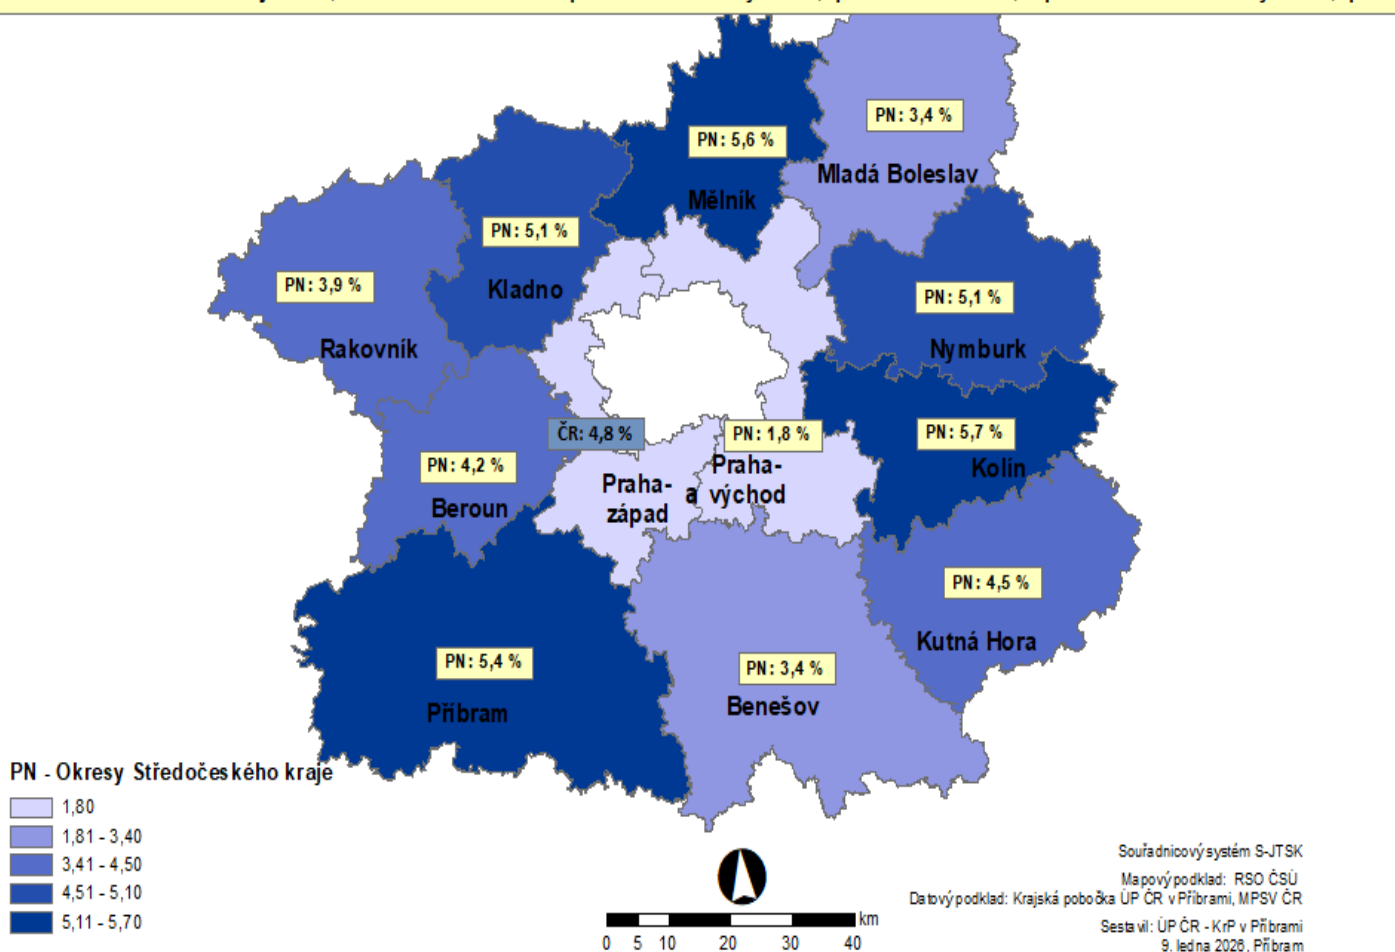 PN: 3,4 %
Mladá Boleslav
PN: 5,6 %
Mělník
PN: 5,1 %
Kladno
PN: 3,9 %
Rakovník
PN: 5,1 %
Nymburk
ČR: 4,8 %
PN: 1,8 %
Praha-
západ
a
Praha-
východ
PN: 5,7 %
Kolín
PN: 4,2 %
Beroun
PN: 4,5 %
Kutná Hora
PN: 5,4 %
Příbram
PN: 3,4 %
Benešov
PN - Okresy Středočeského kraje
1,80
1,81 - 3,40
3,41 - 4,50
4,51 - 5,10
5,11 - 5,70
km
0 5 10 20 30 40
Souřadnicový systém S-JTSK
Mapový podklad: RSO ČSÚ
Datový podklad: Krajská pobočka ÚP ČR v Příbrami, MPSV ČR
Sestavil: ÚP ČR - KrP v Příbrami
9. ledna 2026, Příbram